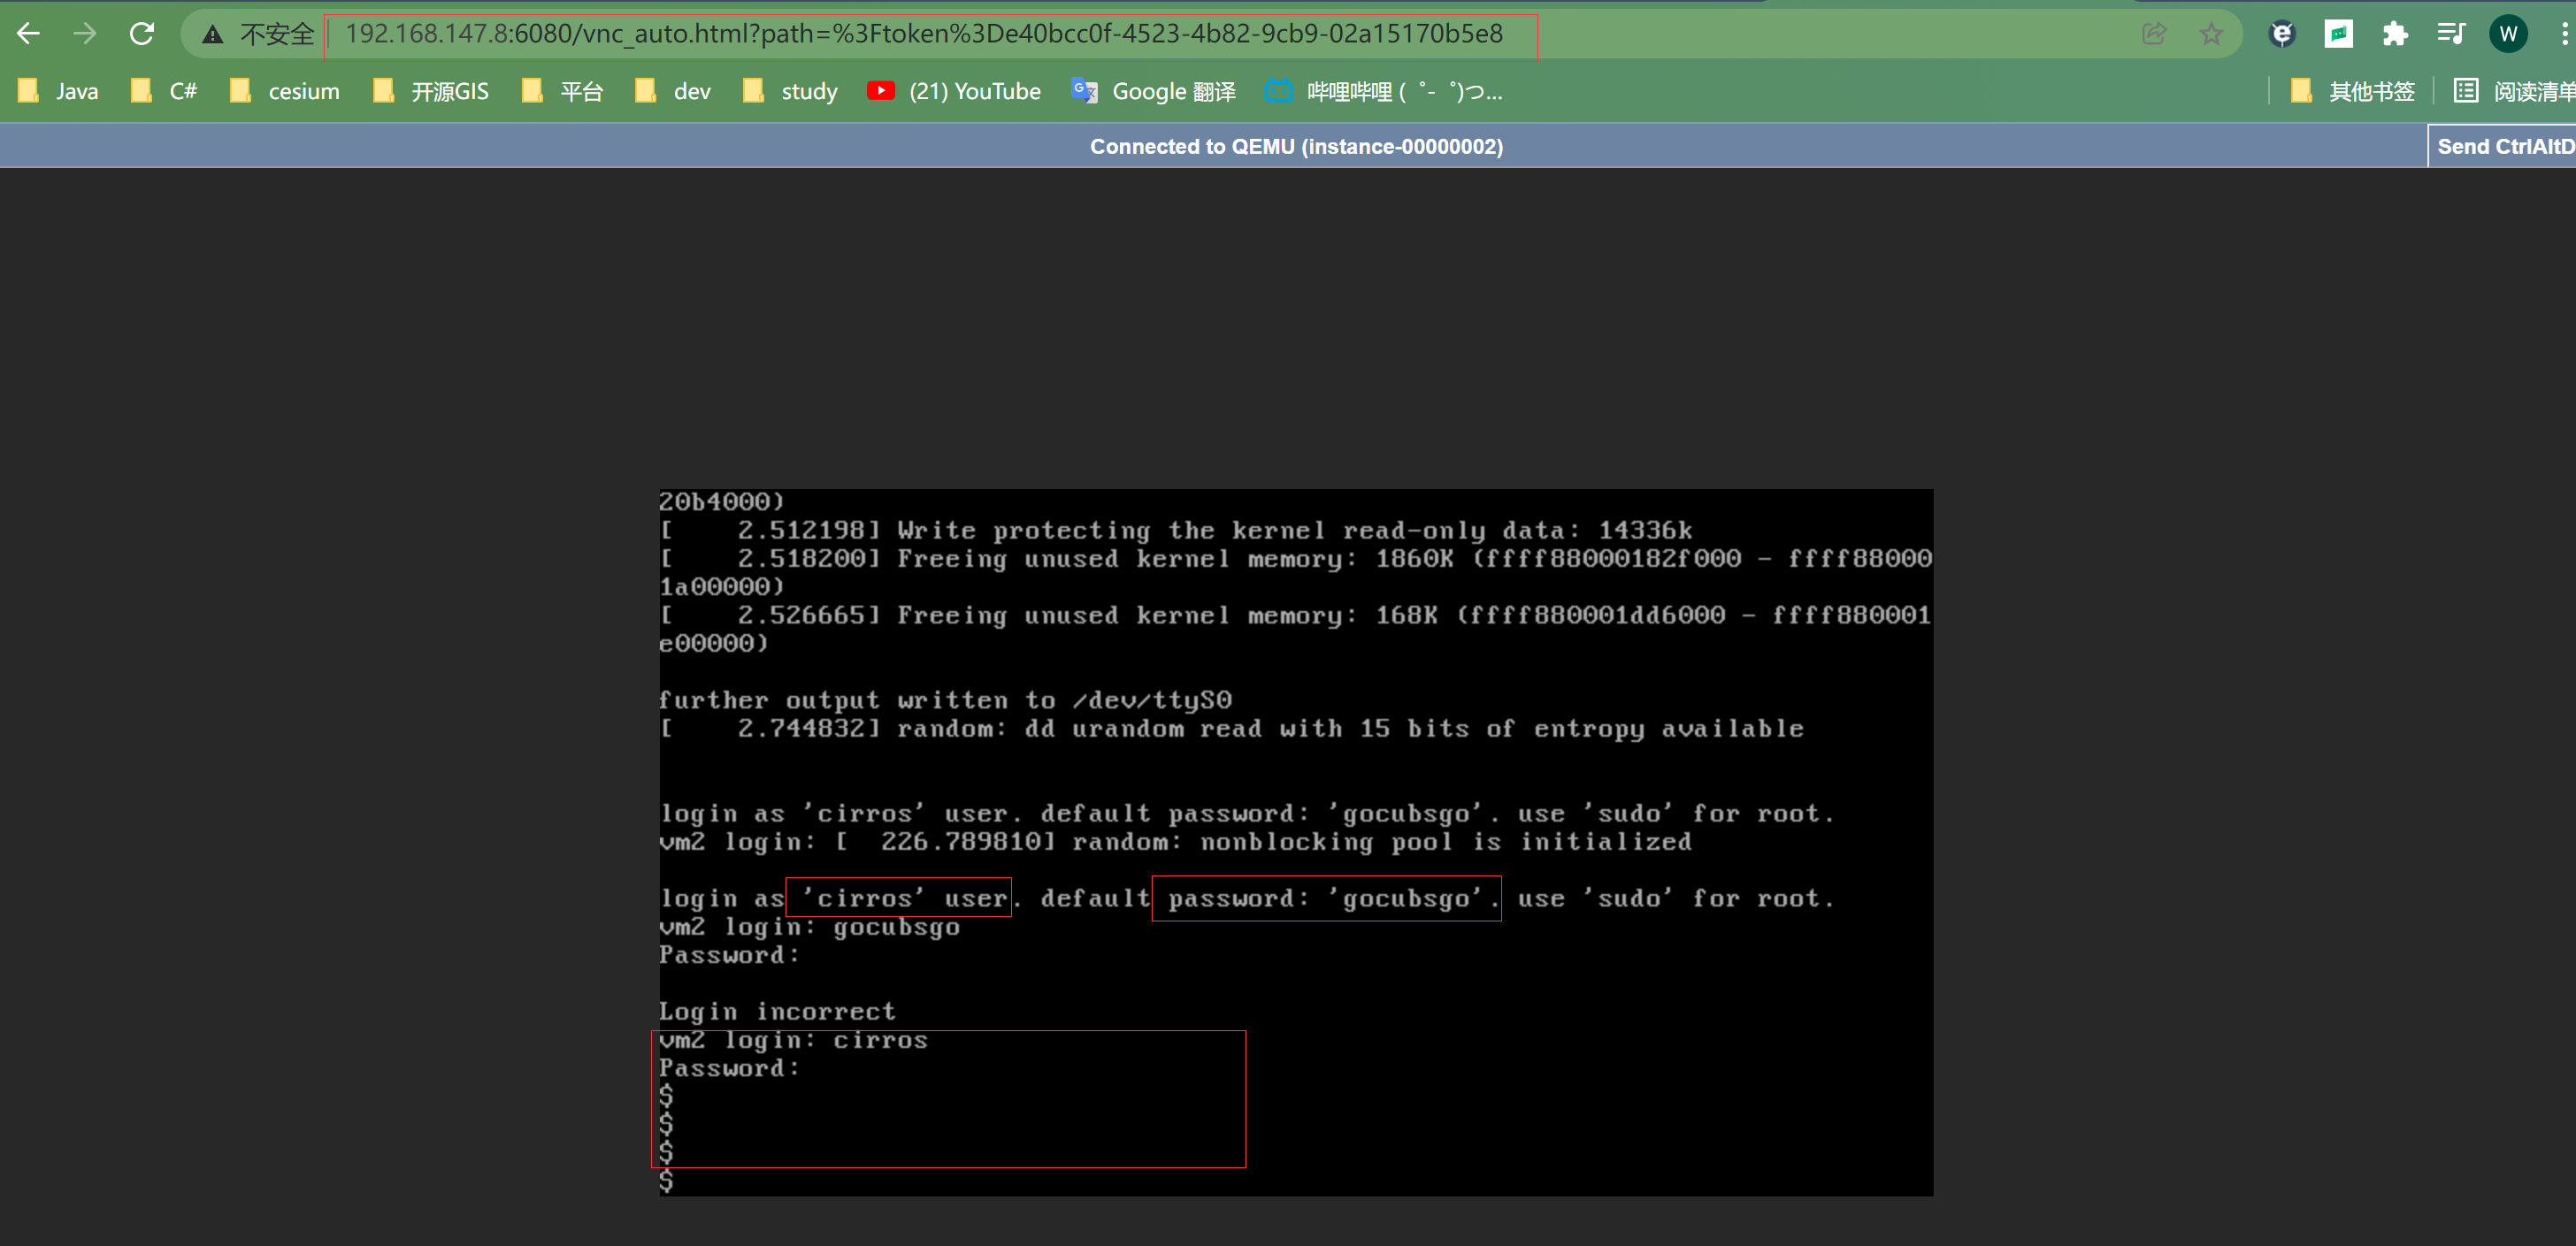 不安全 192.168.147.8:6080/vnc_auto.html?path=%3Ftoken%3De40bcc0f-4523-4b82-9cb9-02a15170b5e8 W
Java C# cesium 开源GIS 平台 dev study (21) YouTube Google 翻译 哔哩哔哩 (゜-゜)つ... 其他书签 阅读清单
Connected to QEMU (instance-00000002) Send CtrlAltD
20b4000)
[    2.512198] Write protecting the kernel read-only data: 14336k
[    2.518200] Freeing unused kernel memory: 1860K (ffff88000182f000 - ffff88000
1a00000)
[    2.526665] Freeing unused kernel memory: 168K (ffff880001dd6000 - ffff880001
e00000)
further output written to /dev/ttyS0
[    2.744832] random: dd urandom read with 15 bits of entropy available
login as 'cirros' user. default password: 'gocubsgo'. use 'sudo' for root.
vm2 login: [  226.789810] random: nonblocking pool is initialized
login as 'cirros' user. default password: 'gocubsgo'. use 'sudo' for root.
vm2 login: gocubsgo
Password:
Login incorrect
vm2 login: cirros
Password:
$
$
$
$